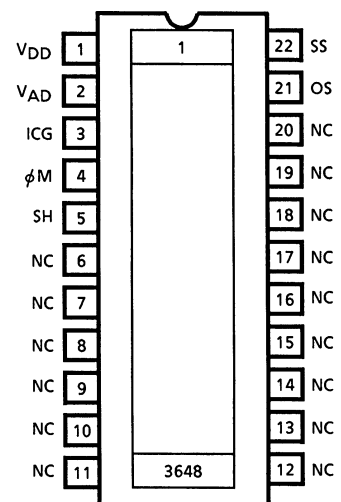 V_DD 1 1 22 SS
V_AD 2 21 OS
ICG 3 20 NC
ϕM 4 19 NC
SH 5 18 NC
NC 6 17 NC
NC 7 16 NC
NC 8 15 NC
NC 9 14 NC
NC 10 13 NC
NC 11 3648 12 NC